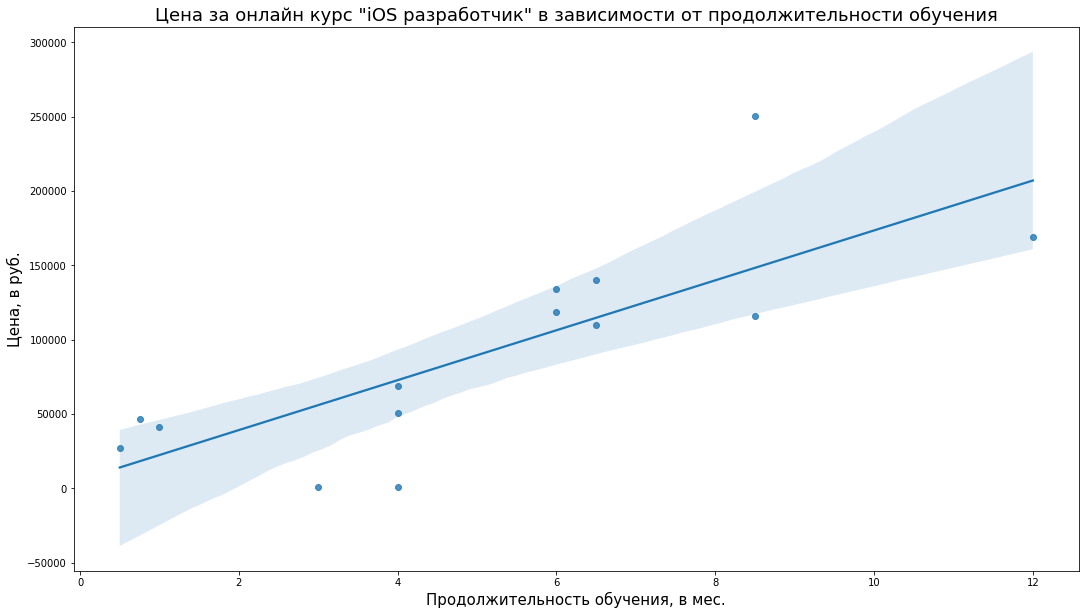 Цена за онлайн курс "iOS разработчик" в зависимости от продолжительности обучения
300000
250000
200000
150000
100000
50000
0
−50000
Цена, в руб.
0 2 4 6 8 10 12
Продолжительность обучения, в мес.